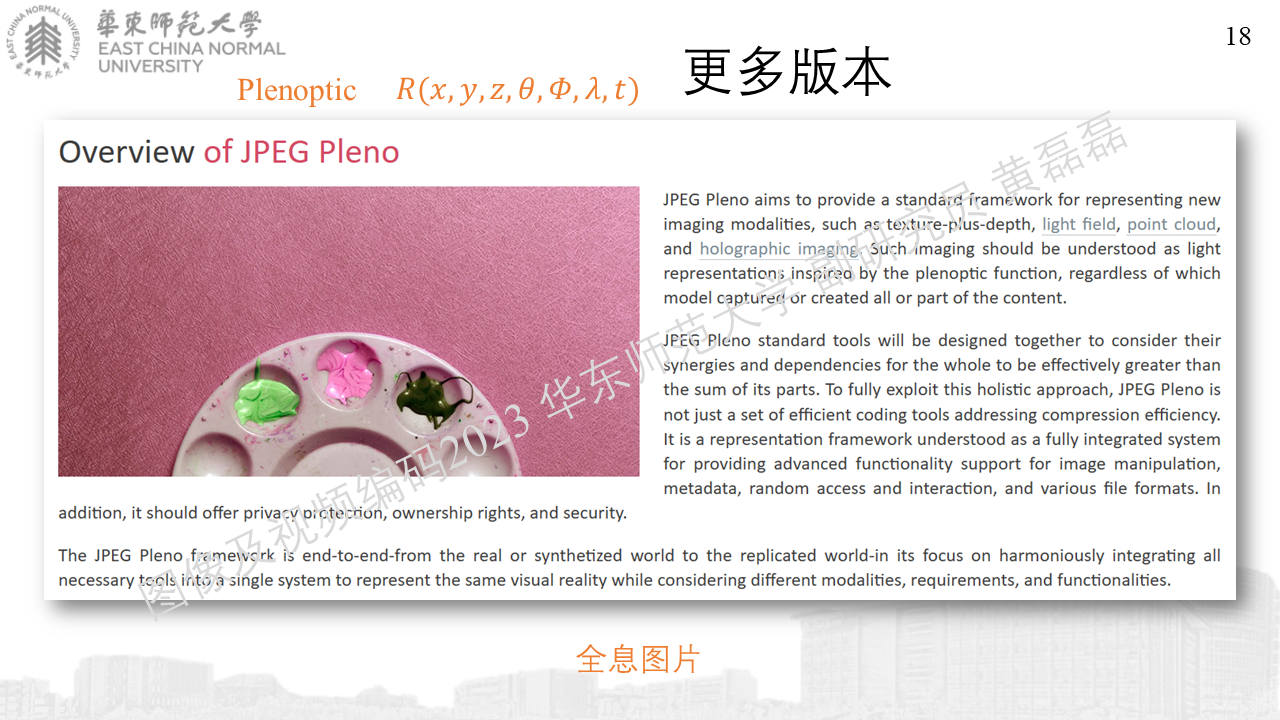 華東師范大學
EAST CHINA NORMAL
UNIVERSITY
18
更多版本
Plenoptic R(x, y, z, θ, Φ, λ, t)
Overview of JPEG Pleno
JPEG Pleno aims to provide a standard framework for representing new
imaging modalities, such as texture-plus-depth, light field, point cloud,
and holographic imaging. Such imaging should be understood as light
representations inspired by the plenoptic function, regardless of which
model captured or created all or part of the content.
JPEG Pleno standard tools will be designed together to consider their
synergies and dependencies for the whole to be effectively greater than
the sum of its parts. To fully exploit this holistic approach, JPEG Pleno is
not just a set of efficient coding tools addressing compression efficiency.
It is a representation framework understood as a fully integrated system
for providing advanced functionality support for image manipulation,
metadata, random access and interaction, and various file formats. In
addition, it should offer privacy protection, ownership rights, and security.
The JPEG Pleno framework is end-to-end-from the real or synthetized world to the replicated world-in its focus on harmoniously integrating all
necessary tools into a single system to represent the same visual reality while considering different modalities, requirements, and functionalities.
图像及视频编码2023 华东师范大学 副研究员 黄磊磊
全息图片